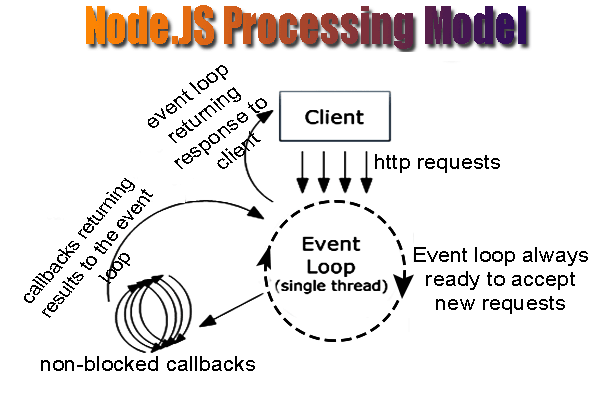 Node.JS Processing Model
event loop
returning
response to
client
Client
http requests
callbacks returning
results to the event
loop
Event
Loop
(single thread)
Event loop always
ready to accept
new requests
non-blocked callbacks